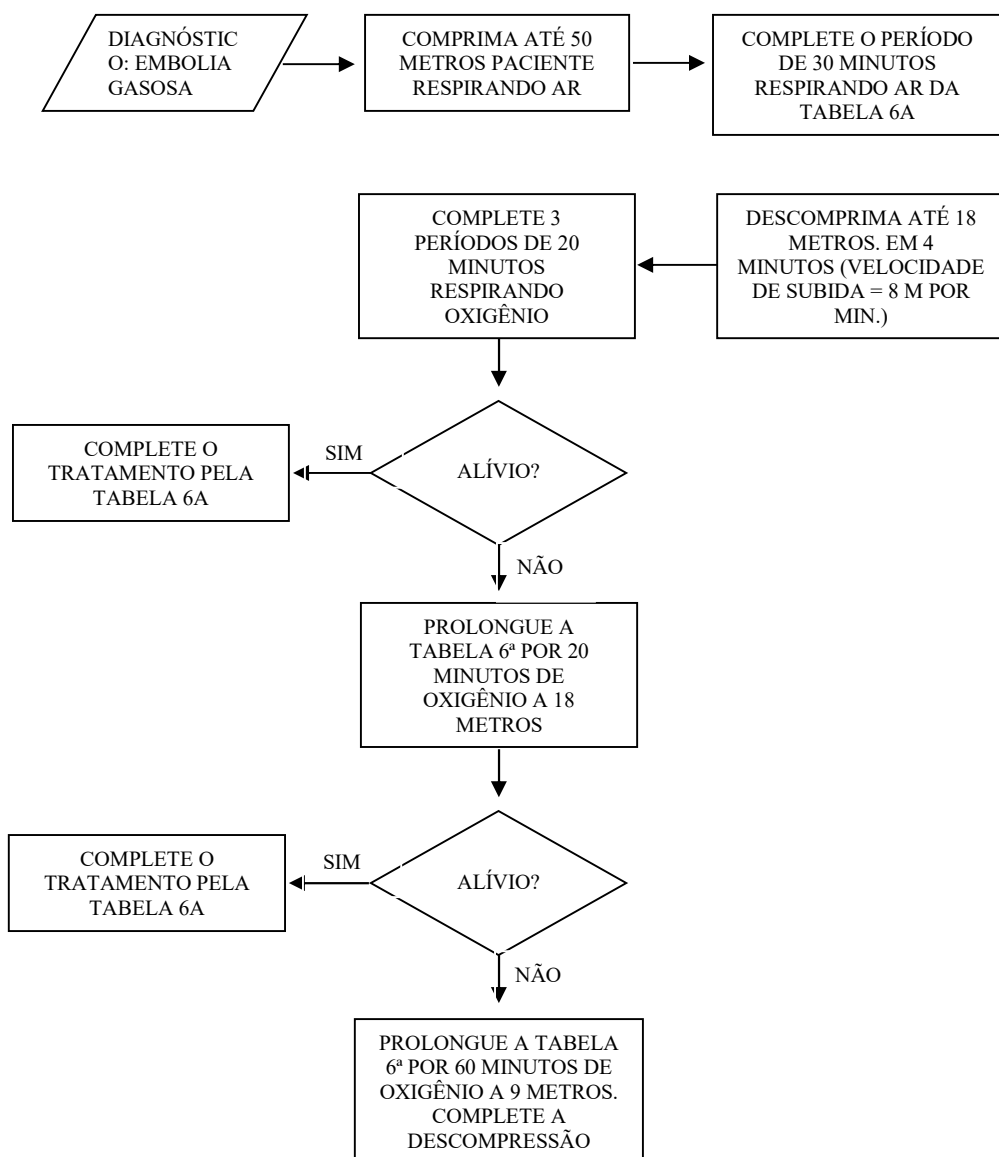 DIAGNÓSTIC
O: EMBOLIA
GASOSA
COMPRIMA ATÉ 50
METROS PACIENTE
RESPIRANDO AR
COMPLETE O PERÍODO
DE 30 MINUTOS
RESPIRANDO AR DA
TABELA 6A
DESCOMPRIMA ATÉ 18
METROS. EM 4
MINUTOS (VELOCIDADE
DE SUBIDA = 8 M POR
MIN.)
COMPLETE 3
PERÍODOS DE 20
MINUTOS
RESPIRANDO
OXIGÊNIO
ALÍVIO?
SIM
COMPLETE O
TRATAMENTO PELA
TABELA 6A
NÃO
PROLONGUE A
TABELA 6ª POR 20
MINUTOS DE
OXIGÊNIO A 18
METROS
ALÍVIO?
SIM
COMPLETE O
TRATAMENTO PELA
TABELA 6A
NÃO
PROLONGUE A TABELA
6ª POR 60 MINUTOS DE
OXIGÊNIO A 9 METROS.
COMPLETE A
DESCOMPRESSÃO